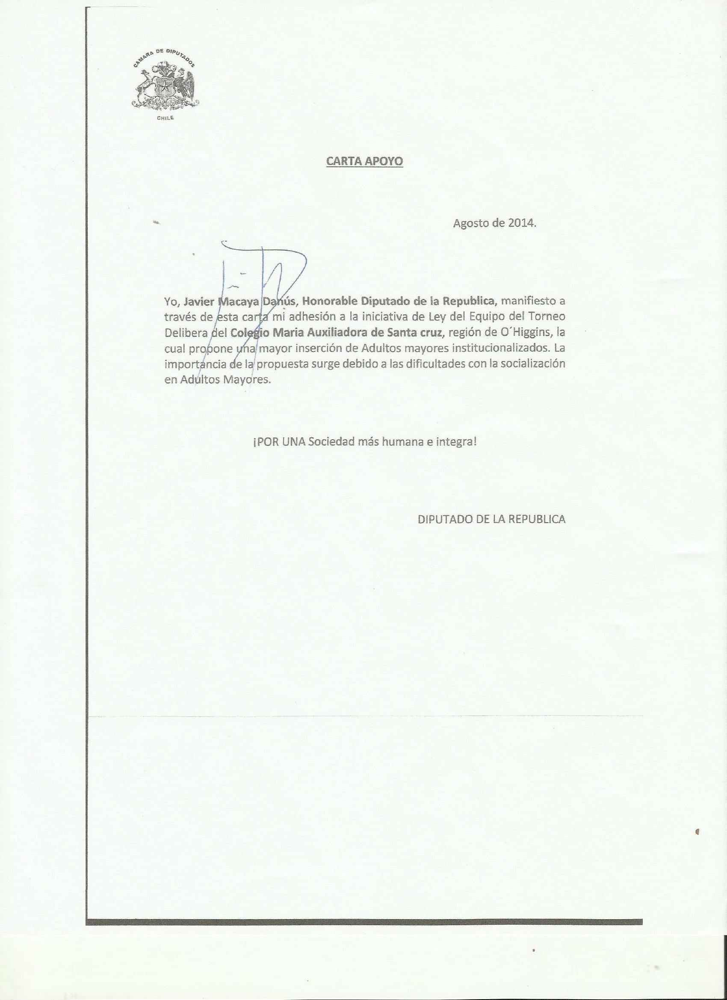 CAMARA DE DIPUTADOS
CHILE
CARTA APOYO
Agosto de 2014.
Yo, Javier Macaya Danús, Honorable Diputado de la Republica, manifiesto a
través de esta carta mi adhesión a la iniciativa de Ley del Equipo del Torneo
Delibera del Colegio Maria Auxiliadora de Santa cruz, región de O´Higgins, la
cual propone una mayor inserción de Adultos mayores institucionalizados. La
importancia de la propuesta surge debido a las dificultades con la socialización
en Adultos Mayores.
¡POR UNA Sociedad más humana e integra!
DIPUTADO DE LA REPUBLICA